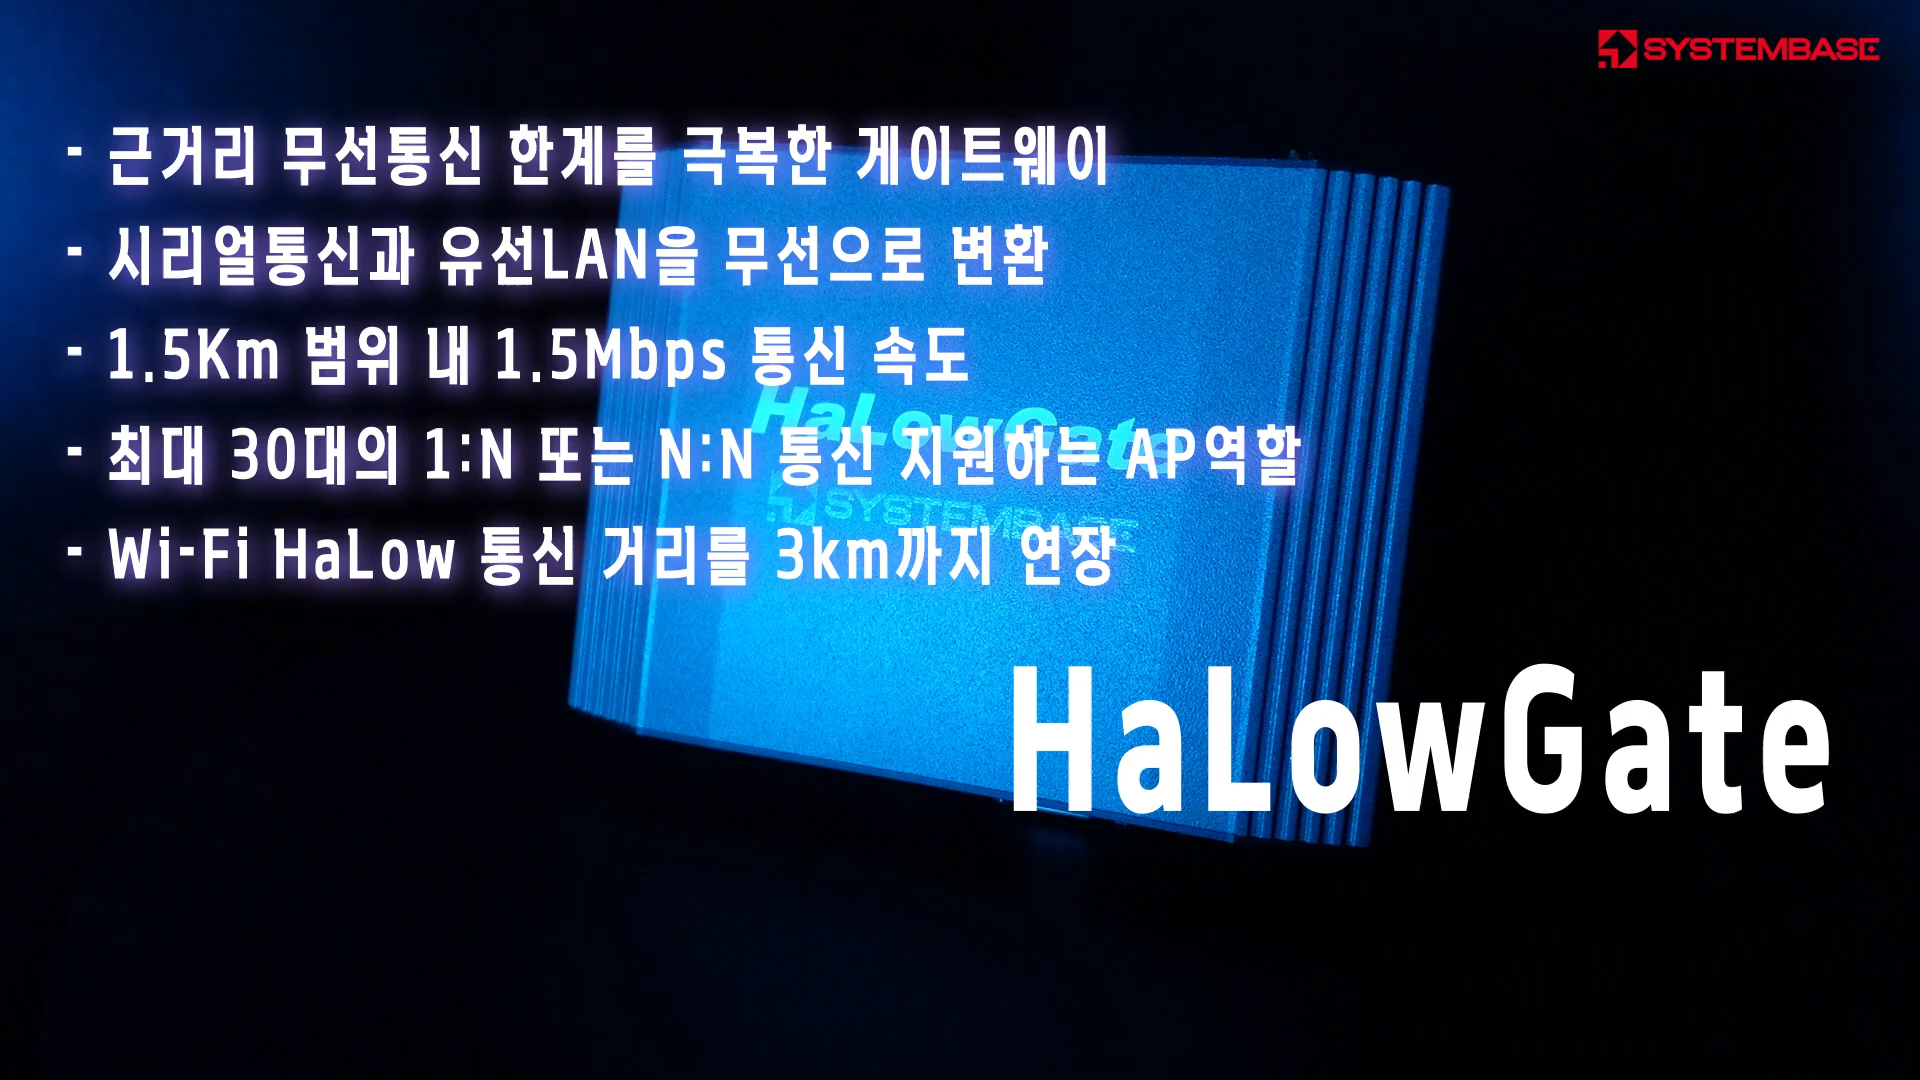 SYSTEMBASE
- 근거리 무선통신 한계를 극복한 게이트웨이
- 시리얼통신과 유선LAN을 무선으로 변환
- 1.5Km 범위 내 1.5Mbps 통신 속도
HaLowGate
- 최대 30대의 1:N 또는 N:N 통신 지원하는 AP역할
SYSTEMBASE
- Wi-Fi HaLow 통신 거리를 3km까지 연장
HaLowGate